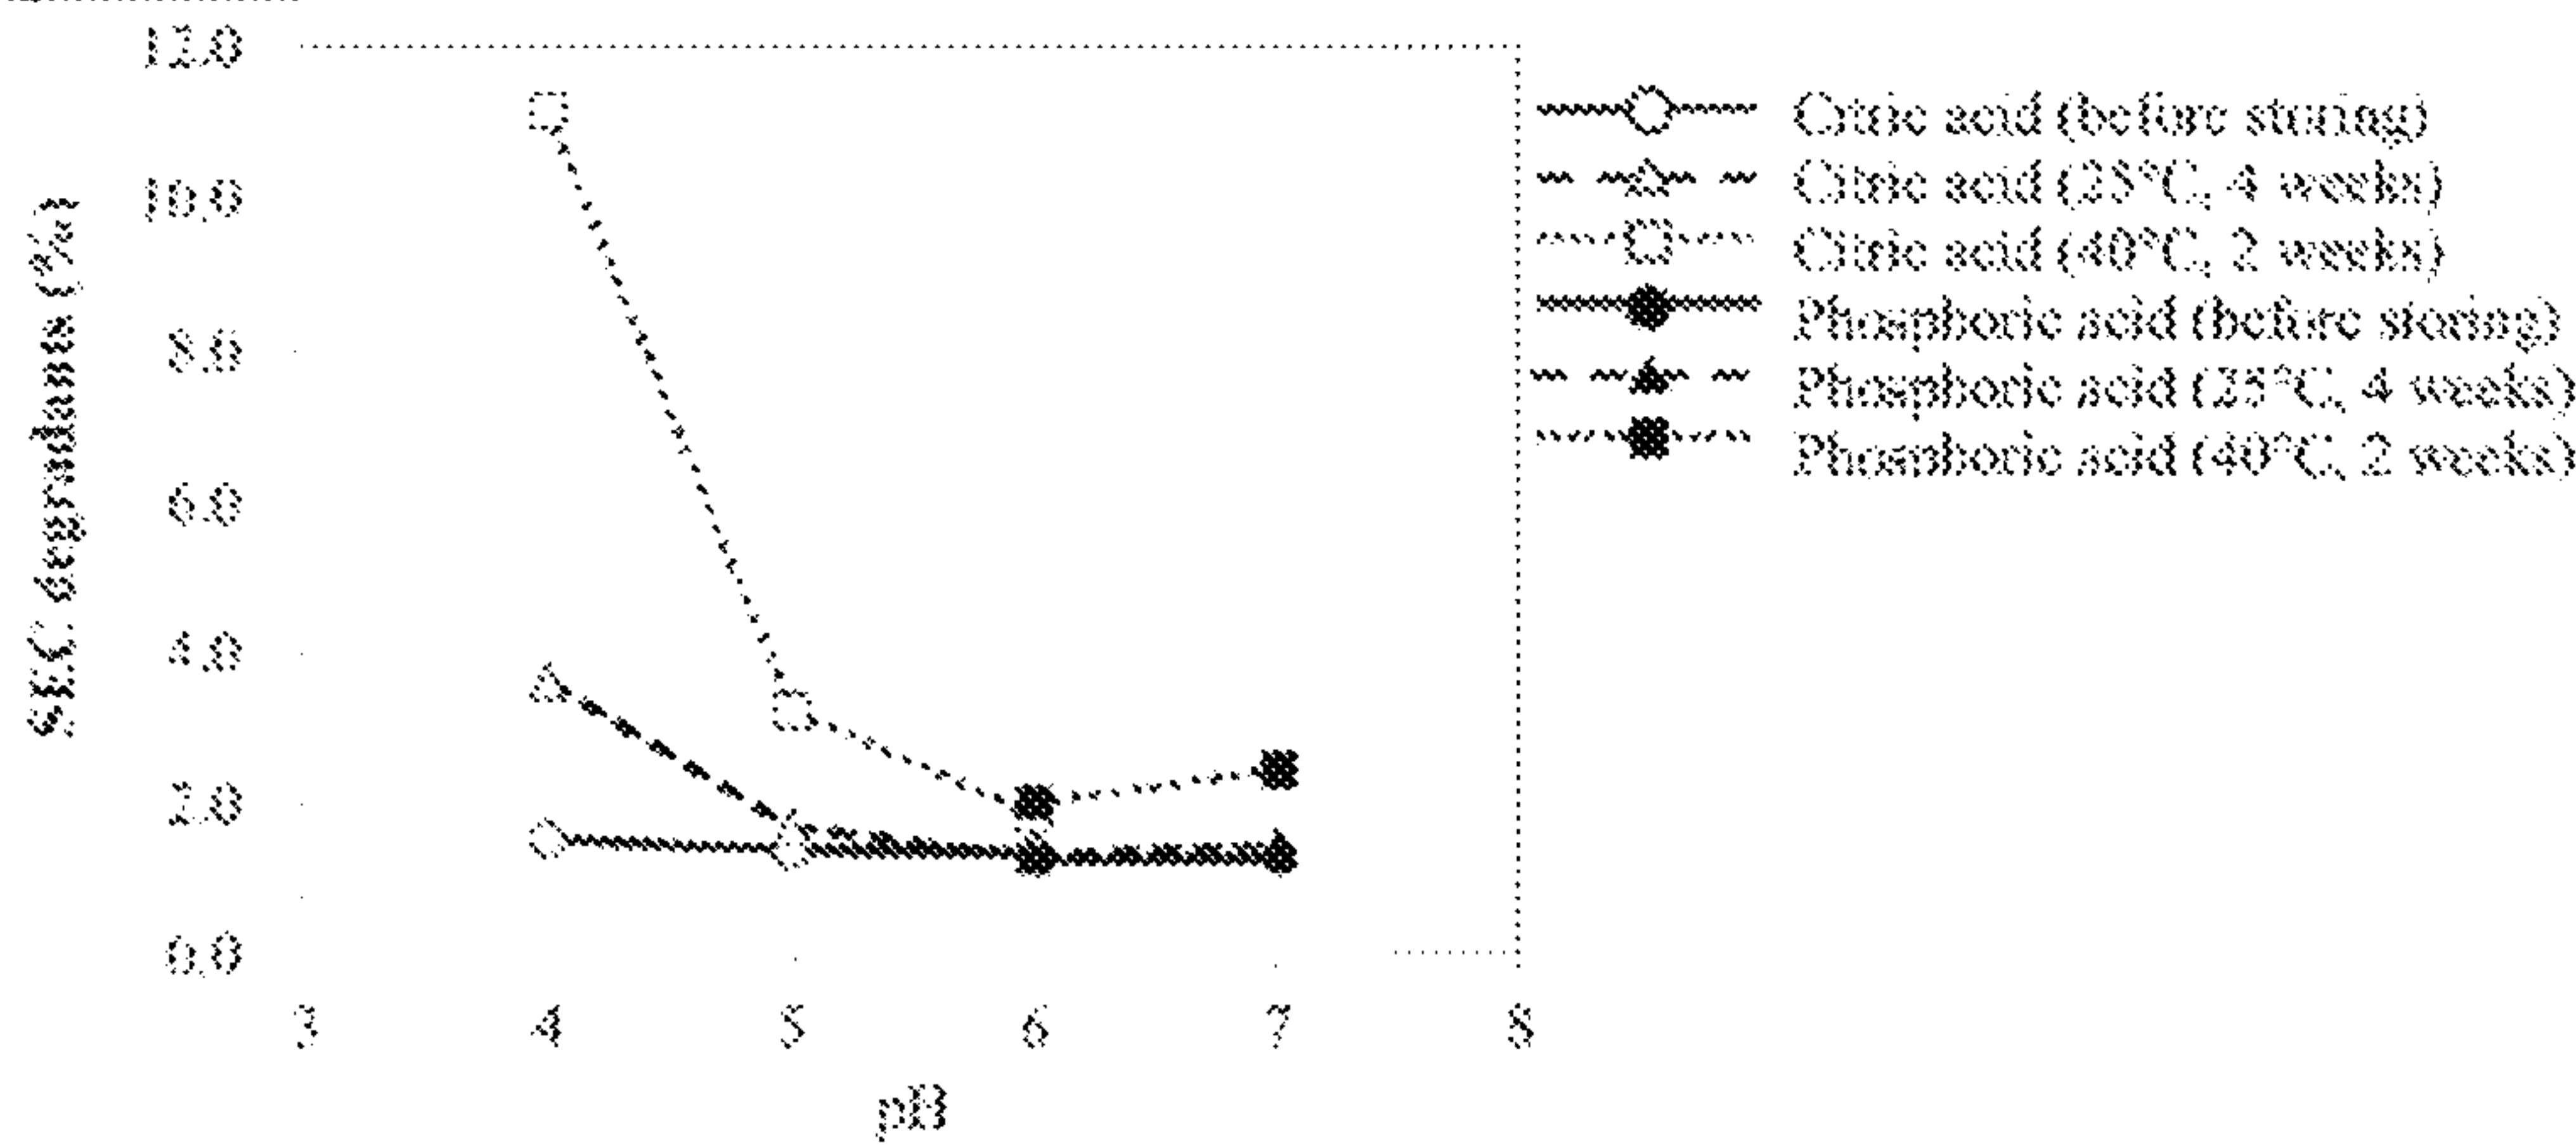 12.0
10.0
8.0
6.0
4.0
2.0
0.0
SEC degradants (%)
3 4 5 6 7 8
pH
Citric acid (before storing)
Citric acid (25°C, 4 weeks)
Citric acid (40°C, 2 weeks)
Phosphoric acid (before storing)
Phosphoric acid (25°C, 4 weeks)
Phosphoric acid (40°C, 2 weeks)